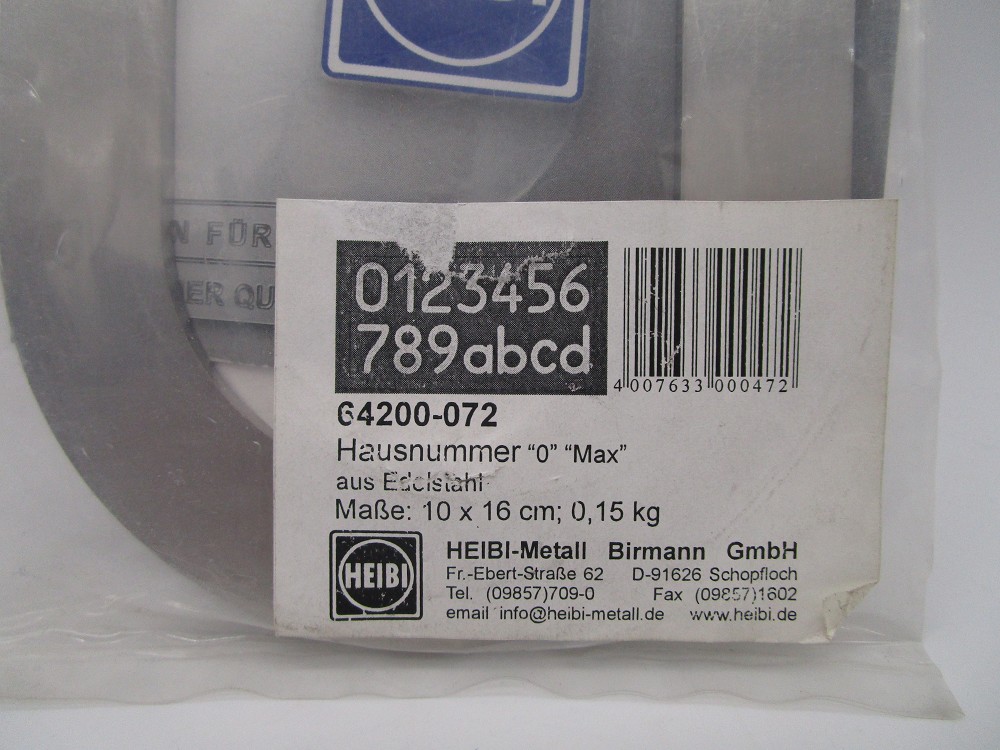 N FÜR
ER QU
0123456
789abcd
4 007633 000472
64200-072
Hausnummer “0” “Max”
aus Edelstahl
Maße: 10 x 16 cm; 0,15 kg
HEIBI
HEIBI-Metall Birmann GmbH
Fr.-Ebert-Straße 62 D-91626 Schopfloch
Tel. (09857)709-0 Fax (09857)1602
email info@heibi-metall.de www.heibi.de